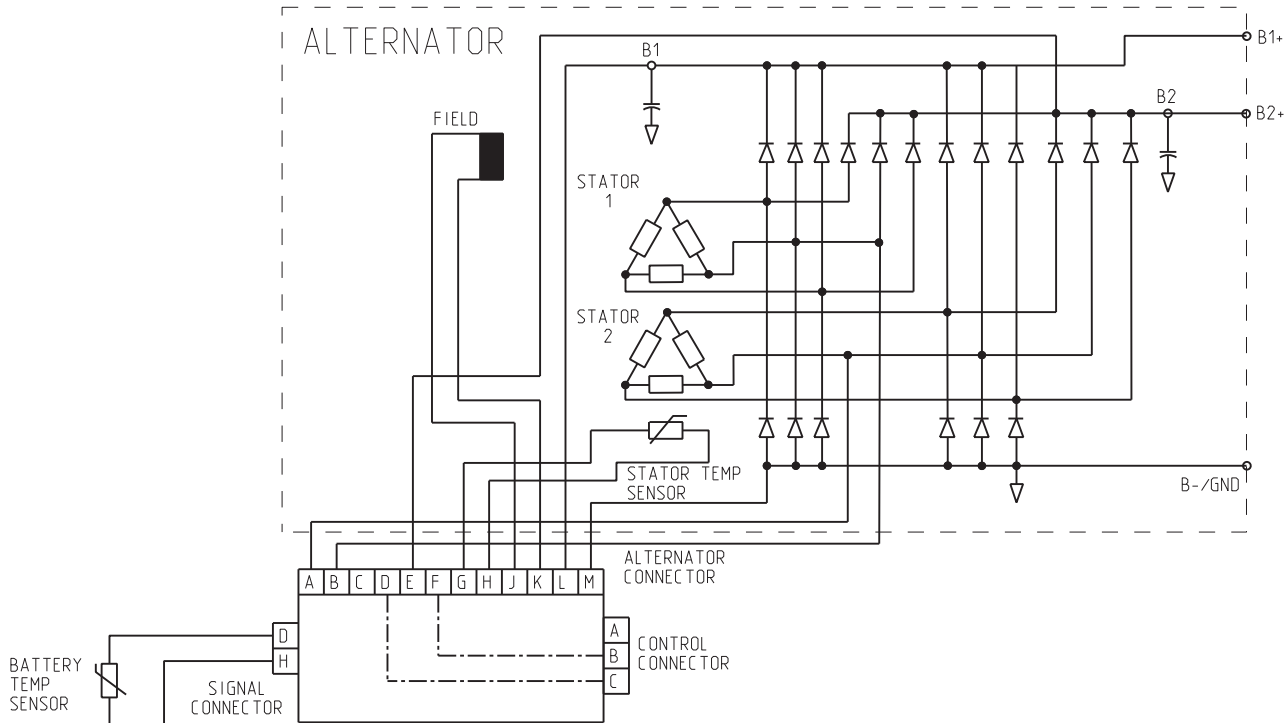 ALTERNATOR
B1
B1+
B2
B2+
FIELD
STATOR
1
STATOR
2
STATOR TEMP
SENSOR
B-/GND
ALTERNATOR
CONNECTOR
A B C D E F G H J K L M
D
H
A
B
C
CONTROL
CONNECTOR
BATTERY
TEMP
SENSOR
SIGNAL
CONNECTOR